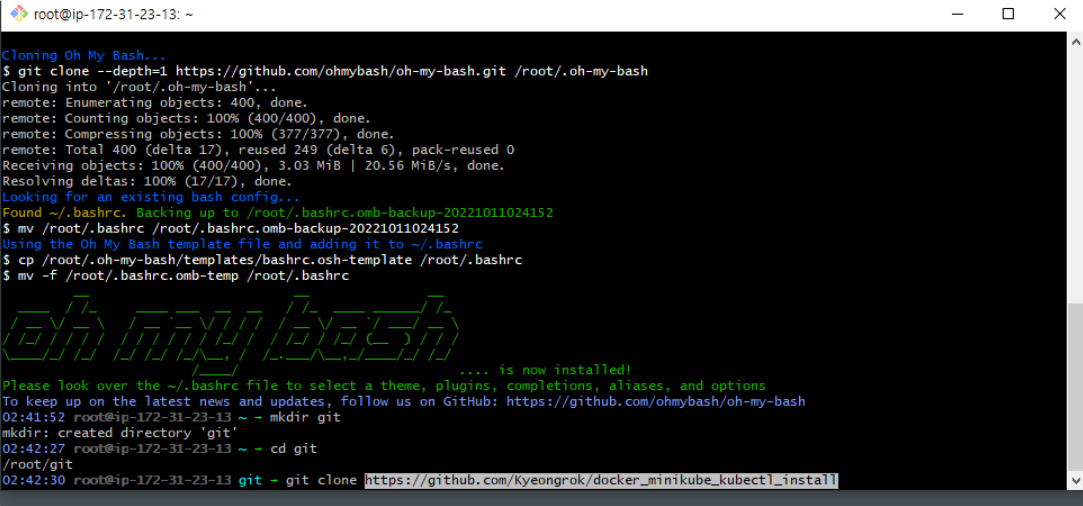 root@ip-172-31-23-13: ~
Cloning Oh My Bash...
$ git clone --depth=1 https://github.com/ohmybash/oh-my-bash.git /root/.oh-my-bash
Cloning into '/root/.oh-my-bash'...
remote: Enumerating objects: 400, done.
remote: Counting objects: 100% (400/400), done.
remote: Compressing objects: 100% (377/377), done.
remote: Total 400 (delta 17), reused 249 (delta 6), pack-reused 0
Receiving objects: 100% (400/400), 3.03 MiB | 20.56 MiB/s, done.
Resolving deltas: 100% (17/17), done.
Looking for an existing bash config...
Found ~/.bashrc. Backing up to /root/.bashrc.omb-backup-20221011024152
$ mv /root/.bashrc /root/.bashrc.omb-backup-20221011024152
Using the Oh My Bash template file and adding it to ~/.bashrc
$ cp /root/.oh-my-bash/templates/bashrc.osh-template /root/.bashrc
$ mv -f /root/.bashrc.omb-temp /root/.bashrc
oh my bash
.... is now installed!
Please look over the ~/.bashrc file to select a theme, plugins, completions, aliases, and options
To keep up on the latest news and updates, follow us on GitHub: https://github.com/ohmybash/oh-my-bash
02:41:52 root@ip-172-31-23-13 ~ → mkdir git
mkdir: created directory 'git'
02:42:27 root@ip-172-31-23-13 ~ → cd git
/root/git
02:42:30 root@ip-172-31-23-13 git → git clone https://github.com/Kyeongrok/docker_minikube_kubectl_install